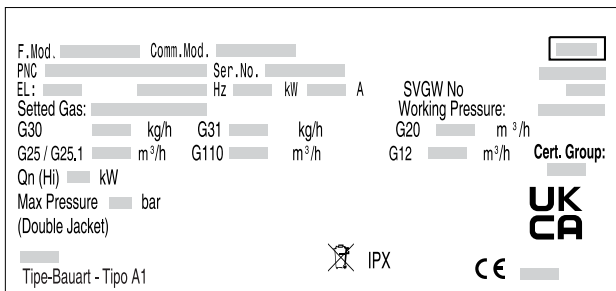 F.Mod. Comm.Mod.
PNC Ser.No.
EL: Hz kW A SVGW No
Setted Gas: Working Pressure:
G30 kg/h G31 kg/h G20 m³/h
G25 / G25.1 m³/h G110 m³/h G12 m³/h Cert. Group:
Qn (Hi) kW
Max Pressure bar
(Double Jacket)
UK
CA
IPX
CE
Tipe-Bauart - Tipo A1